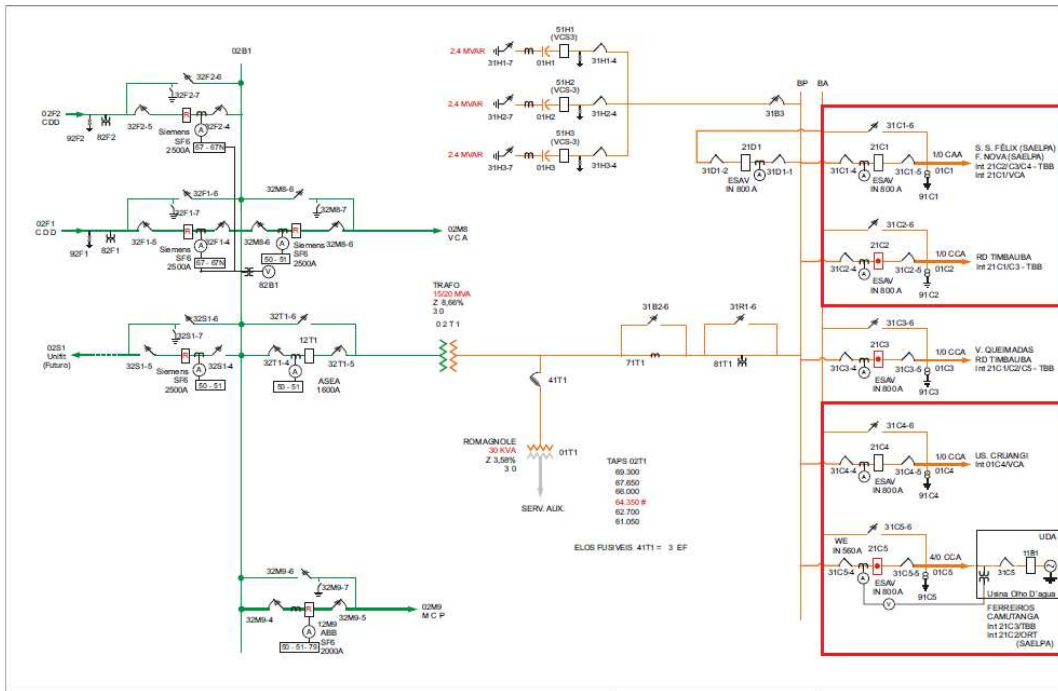 02B1
32F2-6
32F2-7
02F2
CDD
32F2-5
R
32F2-4
92F2
82F2
Siemens
SF6
2500A
A
67 - 67N
32F1-6
32F1-7
32M8-6
32M8-7
02F1
CDD
32F1-5
R
32F1-4
32M8-6
R
32M8-6
02M8
VCA
92F1
82F1
Siemens
SF6
2500A
A
67 - 67N
A
50 - 51
Siemens
SF6
2500A
V
82B1
32S1-6
32S1-7
32T1-6
02S1
Unifit
(Futuro)
32S1-5
R
32S1-4
Siemens
SF6
2500A
A
50 - 51
32T1-4
12T1
32T1-5
A
50 - 51
ASEA
1600A
TRAFO
15/20 MVA
Z 8,66%
3 0
02T1
32M9-6
32M9-7
32M9-4
R
32M9-5
02M9
MCP
12M9
ABB
SF6
2000A
A
50 - 51 - 79
51H1
(VCS3)
2,4 MVAR
31H1-7
01H1
31H1-4
51H2
(VCS-3)
2,4 MVAR
31H2-7
01H2
31H2-4
51H3
(VCS-3)
2,4 MVAR
31H3-7
01H3
31H3-4
31B3
BP
BA
21D1
31D1-2
31D1-1
A
ESAV
IN 800 A
31B2-6
31R1-6
71T1
81T1
41T1
ROMAGNOLE
30 KVA
Z 3,58%
3 0
01T1
SERV. AUX.
TAPS 02T1
69.300
67.650
66.000
64.350 #
62.700
61.050
ELOS FUSIVEIS 41T1 = 3 EF
31C1-6
21C1
31C1-4
31C1-5
A
ESAV
IN 800 A
1/0 CAA
01C1
91C1
S. S. FÉLIX (SAELPA)
F. NOVA (SAELPA)
Int 21C2/C3/C4 - TBB
Int 21C1/VCA
31C2-6
21C2
31C2-4
31C2-5
A
ESAV
IN 800 A
1/0 CCA
01C2
91C2
RD TIMBAUBA
Int 21C1/C3 - TBB
31C3-6
21C3
31C3-4
31C3-5
A
ESAV
IN 800 A
1/0 CCA
01C3
91C3
V. QUEIMADAS
RD TIMBAUBA
Int 21C1/C2/C5 - TBB
31C4-6
21C4
31C4-4
31C4-5
A
ESAV
IN 800 A
1/0 CCA
01C4
91C4
US. CRUANGI
Int 01C4/VCA
31C5-6
WE
IN 560 A
21C5
31C5-4
31C5-5
A
ESAV
IN 800 A
4/0 CCA
01C5
91C5
V
UDA
31C5
11B1
Usina Olho D'agua
FERREIROS
CAMUTANGA
Int 21C3/TBB
Int 21C2/ORT
(SAELPA)